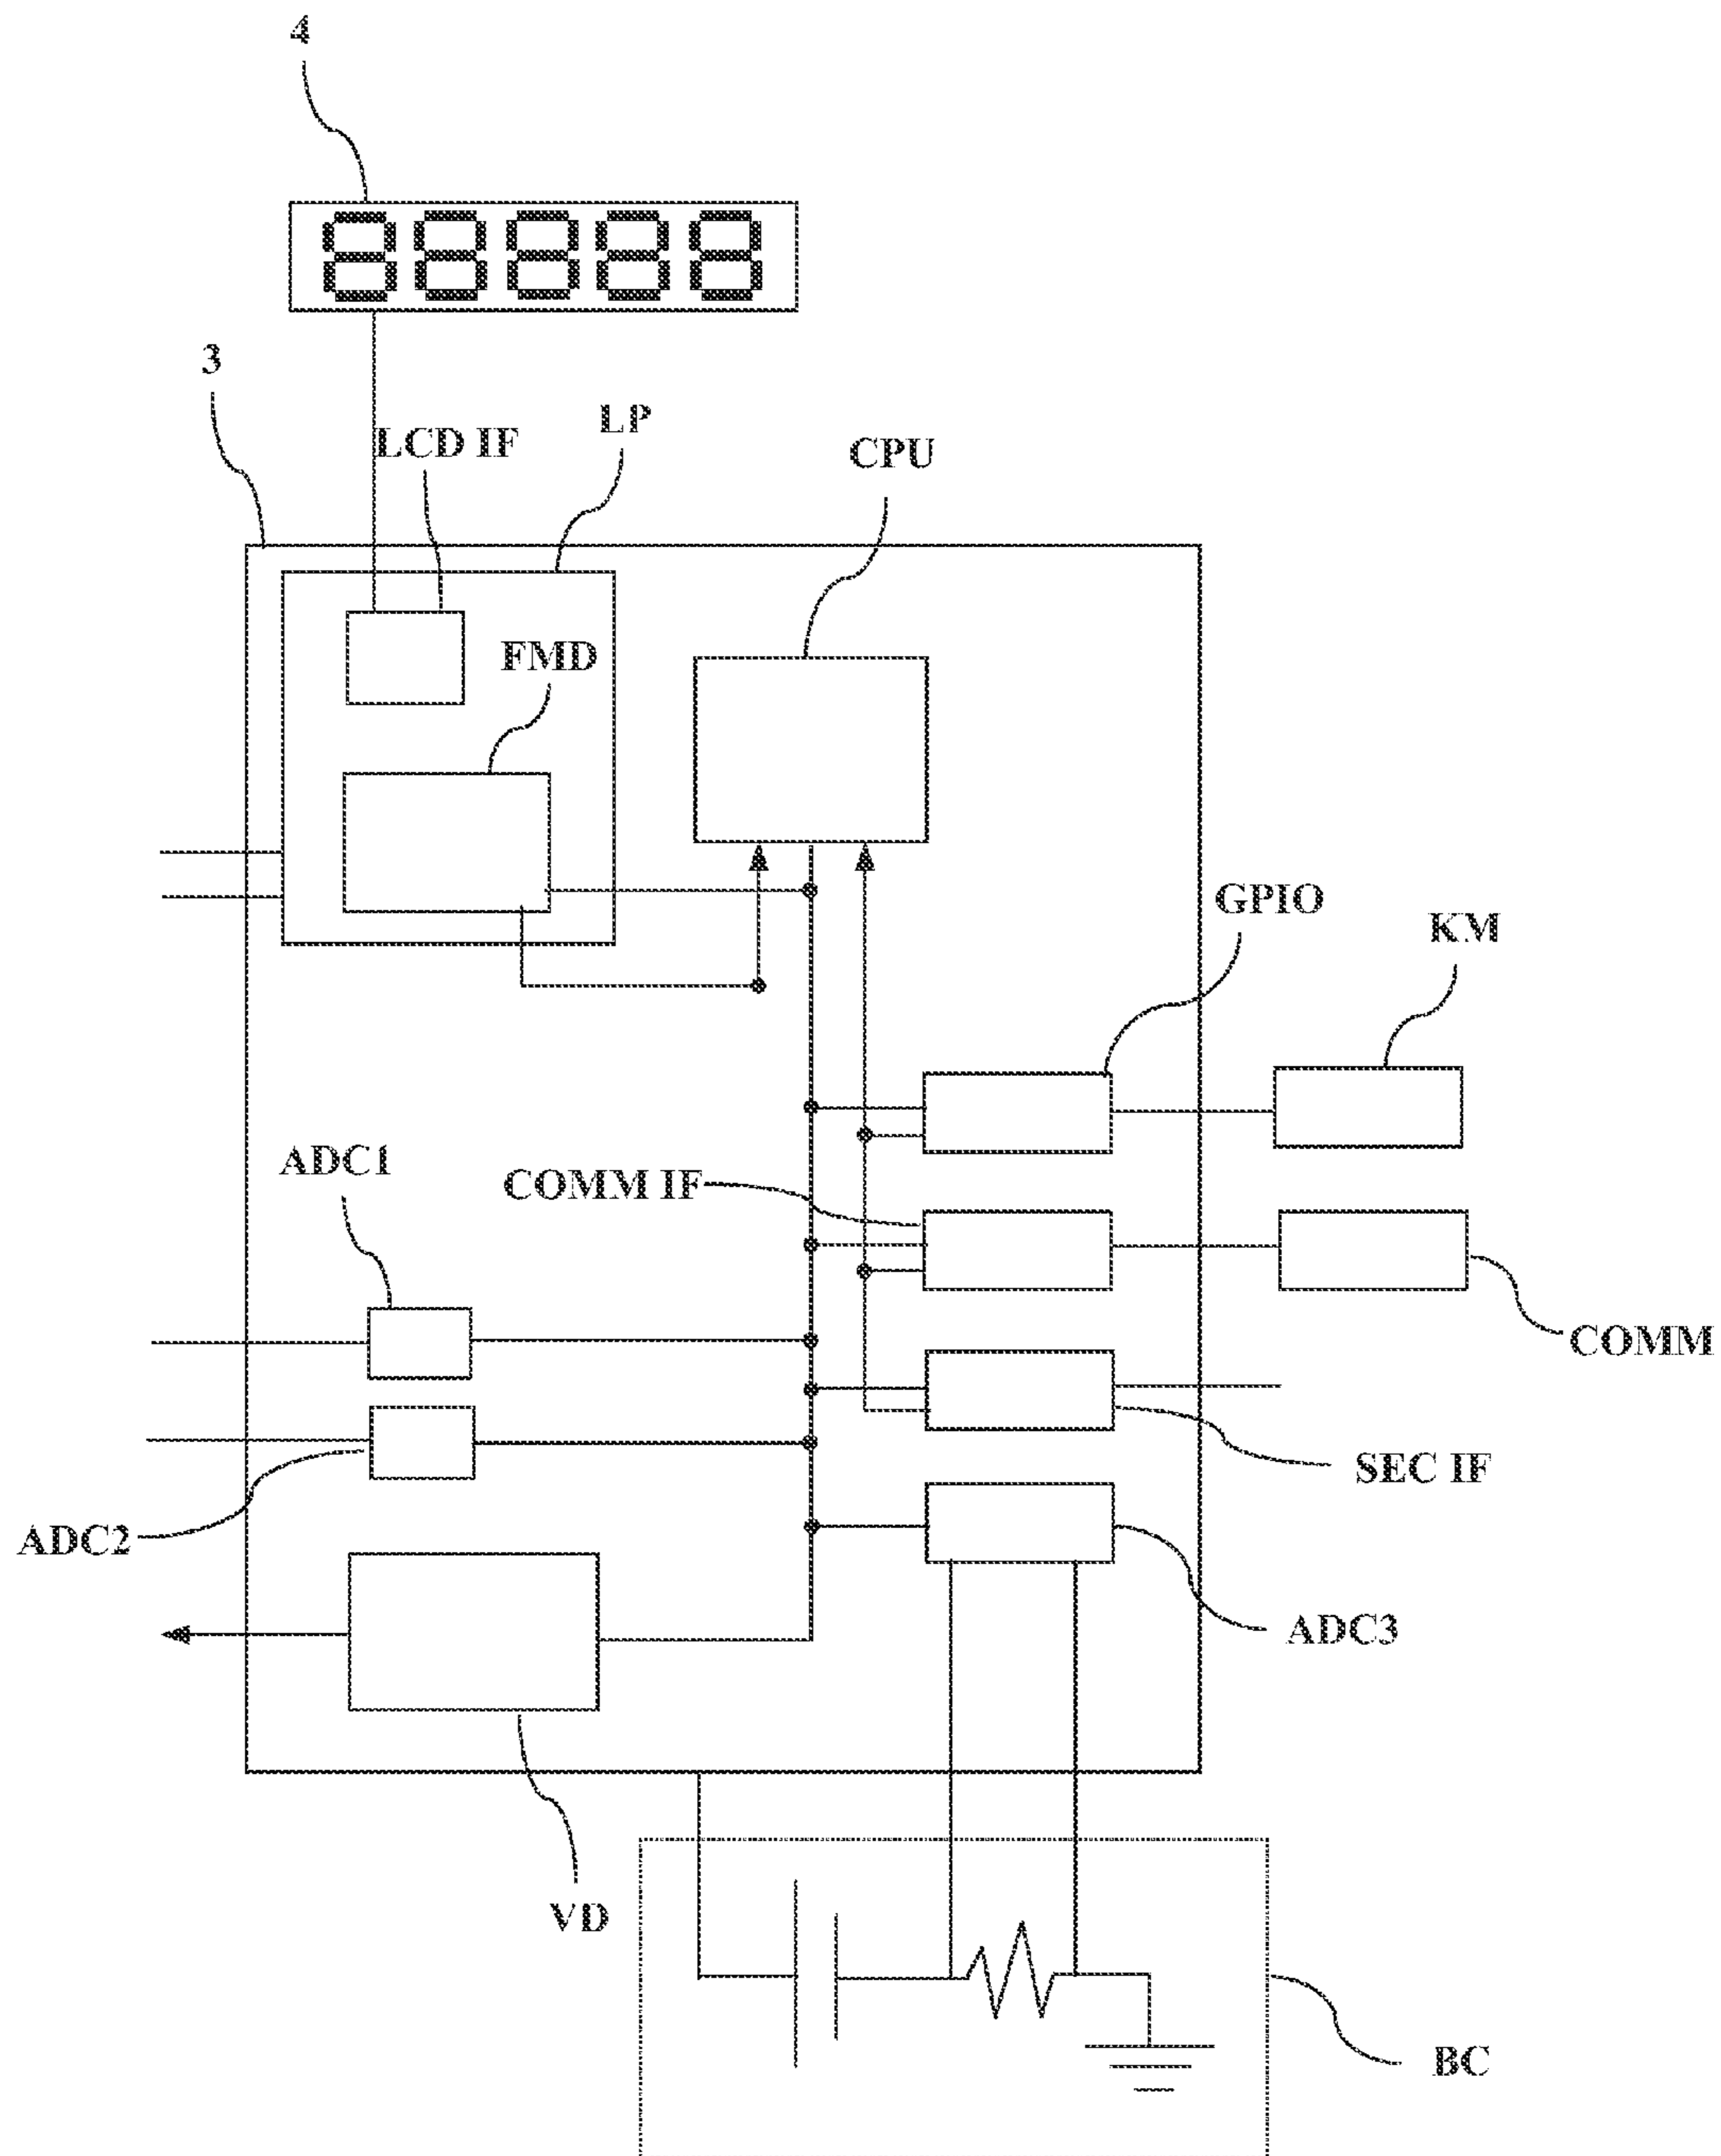 4
88888
3
LP
LCD IF
CPU
FMD
GPIO
KM
ADC1
COMM IF
COMM
SEC IF
ADC2
ADC3
VD
BC